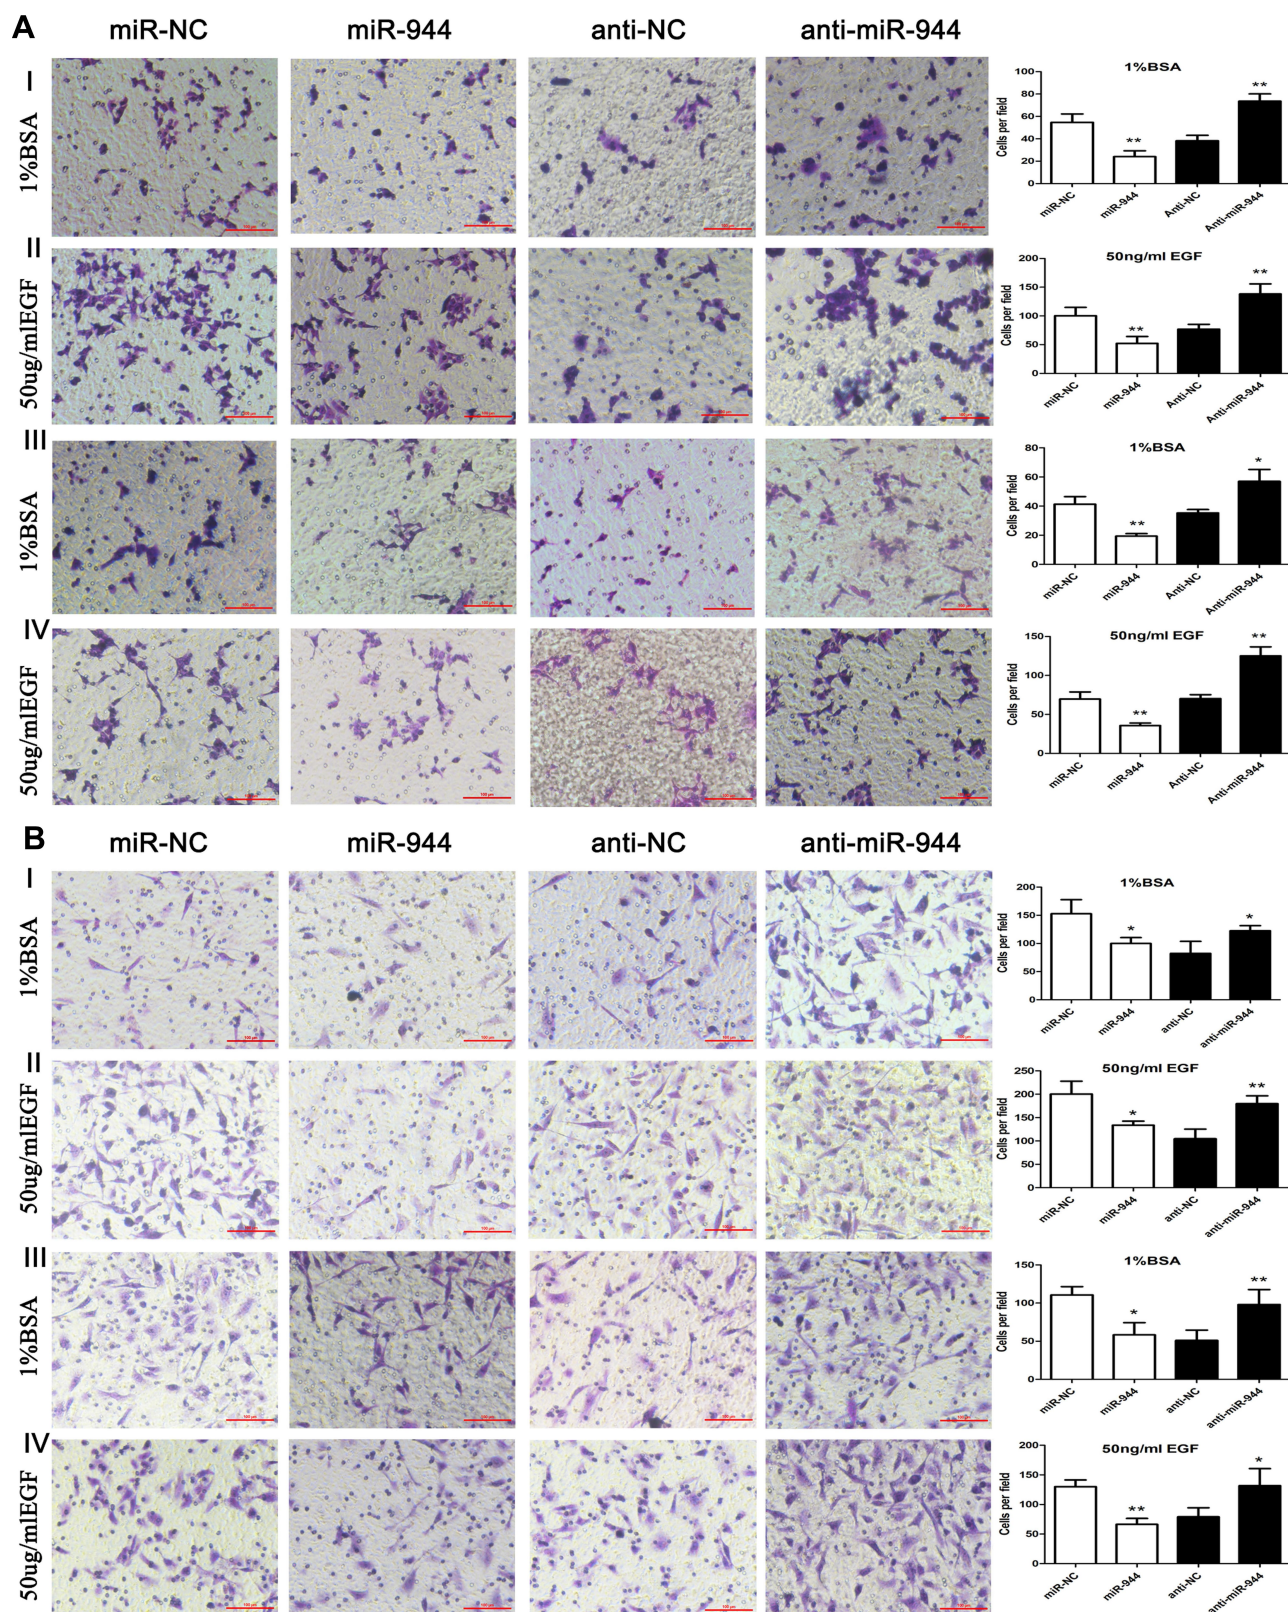 A
miR-NC miR-944 anti-NC anti-miR-944
I
1%BSA
1%BSA
Cells per field
100
80
60
40
20
0
** **
miR-NC miR-944 Anti-NC Anti-miR-944
II
50ug/mlEGF
50ng/ml EGF
Cells per field
200
150
100
50
0
** **
miR-NC miR-944 Anti-NC Anti-miR-944
III
1%BSA
1%BSA
Cells per field
80
60
40
20
0
** *
miR-NC miR-944 Anti-NC Anti-miR-944
IV
50ug/mlEGF
50ng/ml EGF
Cells per field
150
100
50
0
** **
miR-NC miR-944 Anti-NC Anti-miR-944
B
miR-NC miR-944 anti-NC anti-miR-944
I
1%BSA
100 μm 100 μm 100 μm 100 μm
1%BSA
Cells per field
200
150
100
50
0
* *
miR-NC miR-944 anti-NC anti-miR-944
II
50ug/mlEGF
50ng/ml EGF
Cells per field
250
200
150
100
50
0
* **
miR-NC miR-944 anti-NC anti-miR-944
III
1%BSA
1%BSA
Cells per field
150
100
50
0
* **
miR-NC miR-944 anti-NC anti-miR-944
IV
50ug/mlEGF
50ng/ml EGF
Cells per field
200
150
100
50
0
** *
miR-NC miR-944 anti-NC anti-miR-944